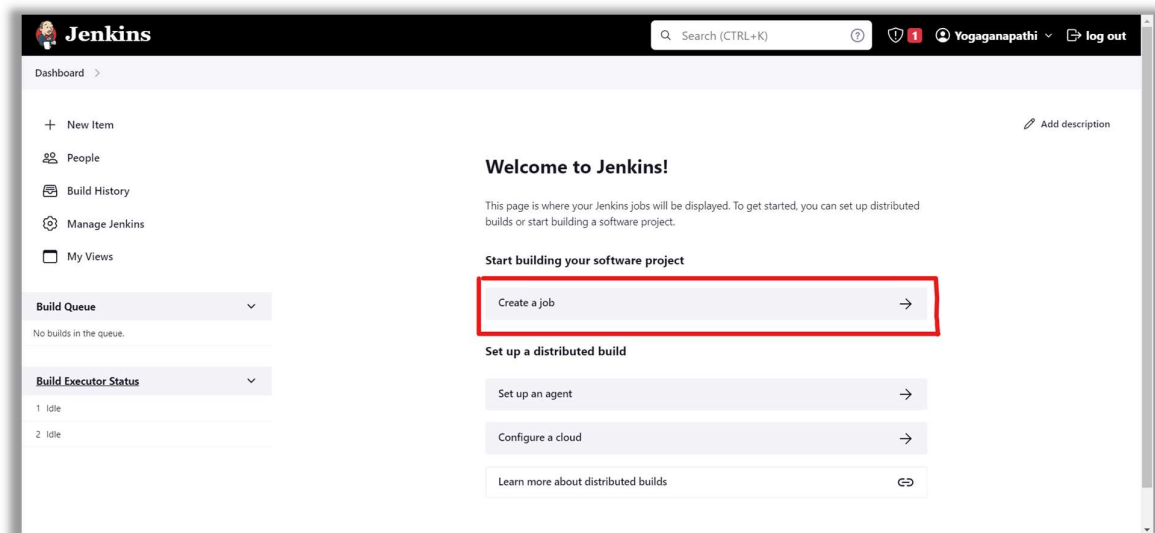 Jenkins
Search (CTRL+K)
1
Yogaganapathi
log out
Dashboard
New Item
People
Build History
Manage Jenkins
My Views
Build Queue
No builds in the queue.
Build Executor Status
1 Idle
2 Idle
Add description
Welcome to Jenkins!
This page is where your Jenkins jobs will be displayed. To get started, you can set up distributed
builds or start building a software project.
Start building your software project
Create a job
Set up a distributed build
Set up an agent
Configure a cloud
Learn more about distributed builds